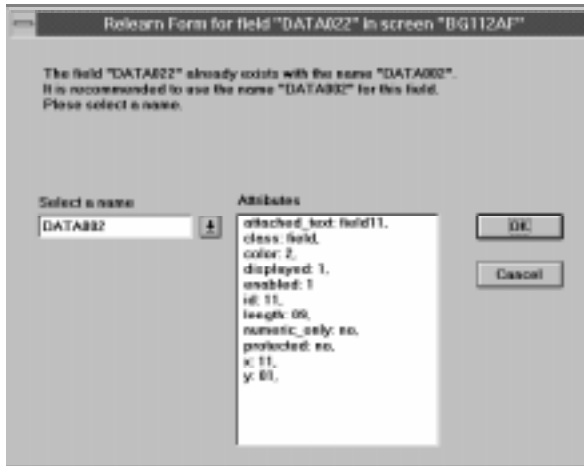 Relearn Form for field "DATA022" in screen "BG112AF"
The field "DATA022" already exists with the name "DATA002".
It is recommended to use the name "DATA002" for this field.
Plese select a name.
Select a name
Attributes
DATA002
attached_text: field11,
class: field,
color: 2,
displayed: 1,
enabled: 1
id: 11,
length: 09,
numeric_only: no,
protected: no,
x: 11,
y: 01,
OK
Cancel